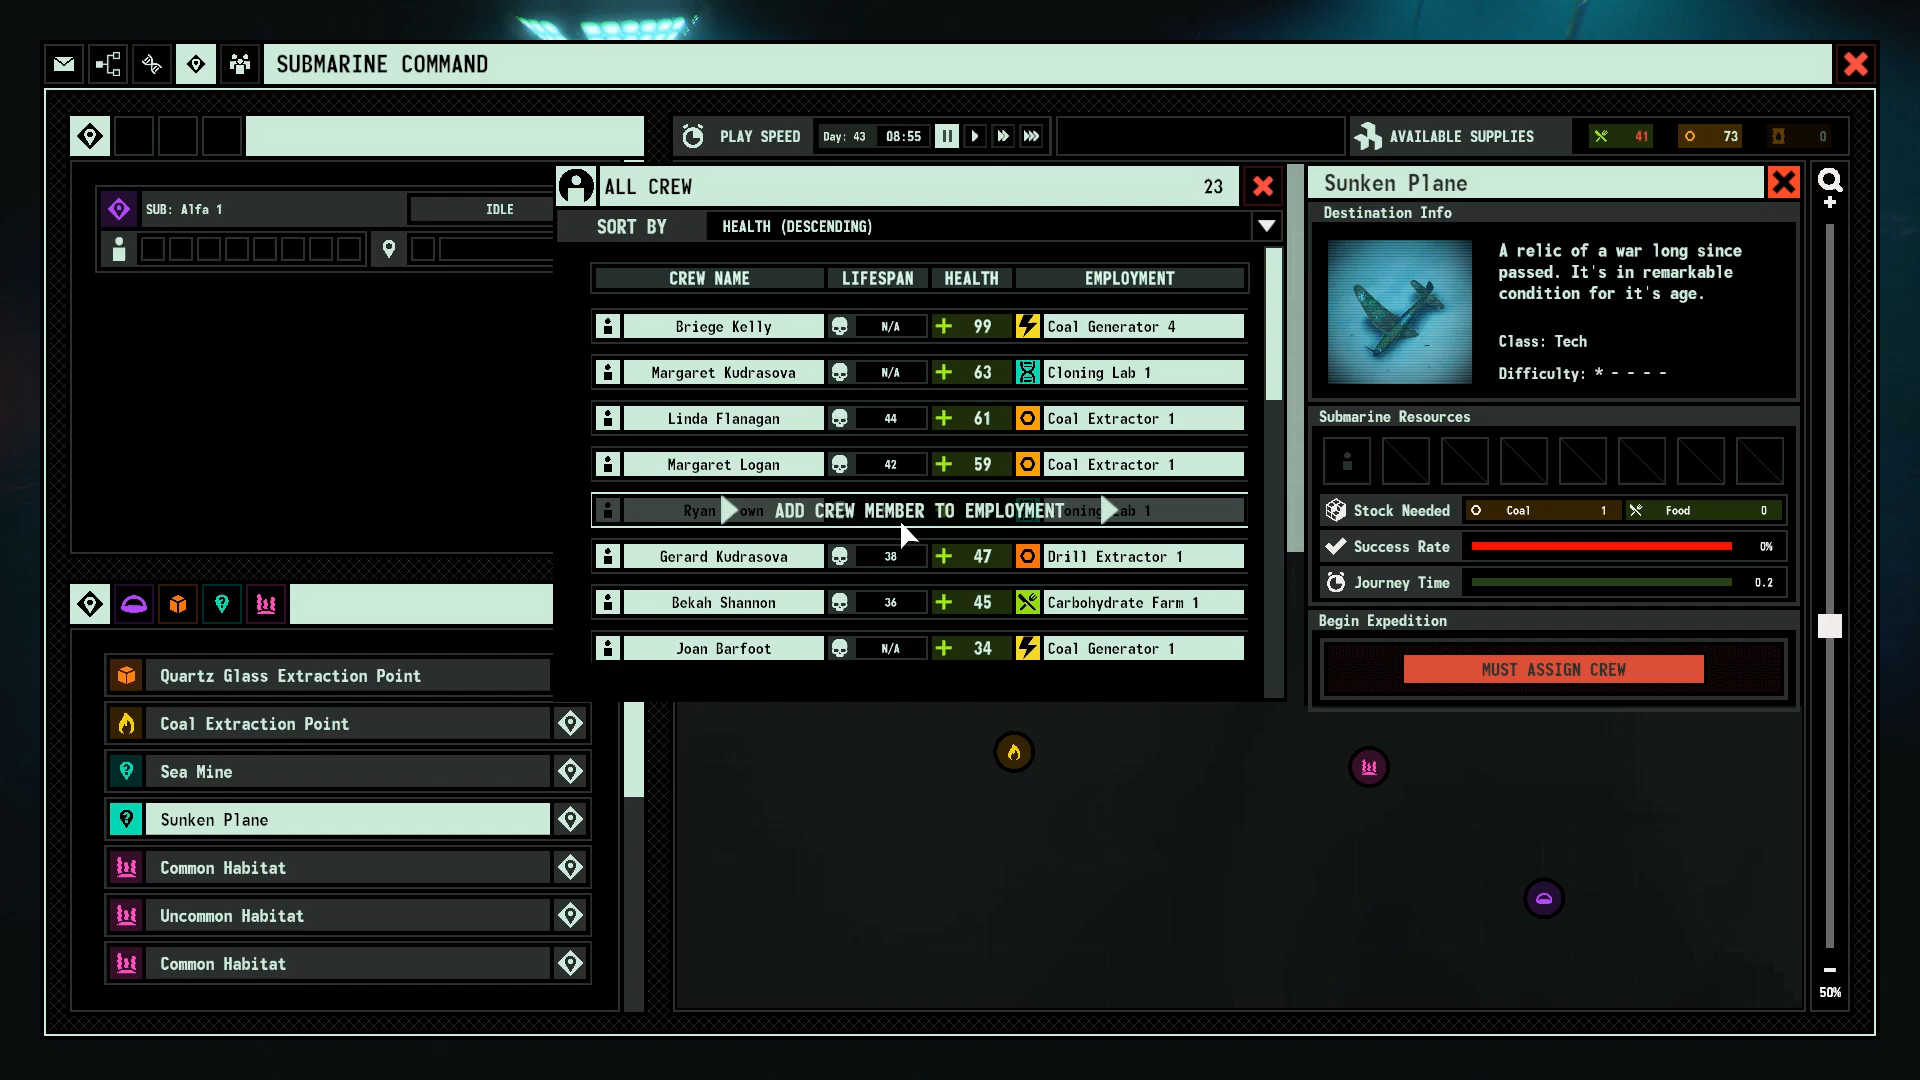 SUBMARINE COMMAND
PLAY SPEED
Day: 43
08:55
AVAILABLE SUPPLIES
41
73
0
SUB: Alfa 1
IDLE
ALL CREW
23
SORT BY
HEALTH (DESCENDING)
CREW NAME
LIFESPAN
HEALTH
EMPLOYMENT
Briege Kelly
N/A
99
Coal Generator 4
Margaret Kudrasova
N/A
63
Cloning Lab 1
Linda Flanagan
44
61
Coal Extractor 1
Margaret Logan
42
59
Coal Extractor 1
Ryan
ADD CREW MEMBER TO EMPLOYMENT
1
Gerard Kudrasova
38
47
Drill Extractor 1
Bekah Shannon
36
45
Carbohydrate Farm 1
Joan Barfoot
N/A
34
Coal Generator 1
Sunken Plane
Destination Info
A relic of a war long since
passed. It's in remarkable
condition for it's age.
Class: Tech
Difficulty: * - - - -
Submarine Resources
Stock Needed
Coal
1
Food
0
Success Rate
0%
Journey Time
0.2
Begin Expedition
MUST ASSIGN CREW
Quartz Glass Extraction Point
Coal Extraction Point
Sea Mine
Sunken Plane
Common Habitat
Uncommon Habitat
Common Habitat
50%